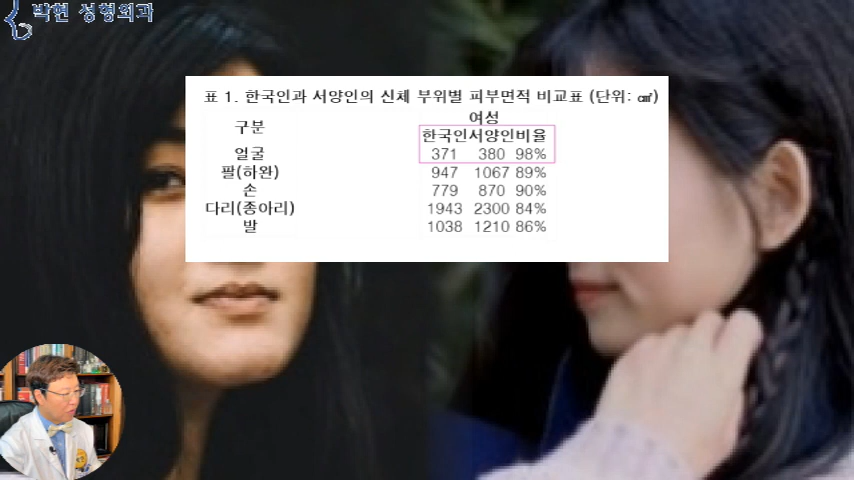 박현 성형외과
표 1. 한국인과 서양인의 신체 부위별 피부면적 비교표 (단위: ㎠)
구분 여성
한국인서양인비율
얼굴 371 380 98%
팔(하완) 947 1067 89%
손 779 870 90%
다리(종아리) 1943 2300 84%
발 1038 1210 86%